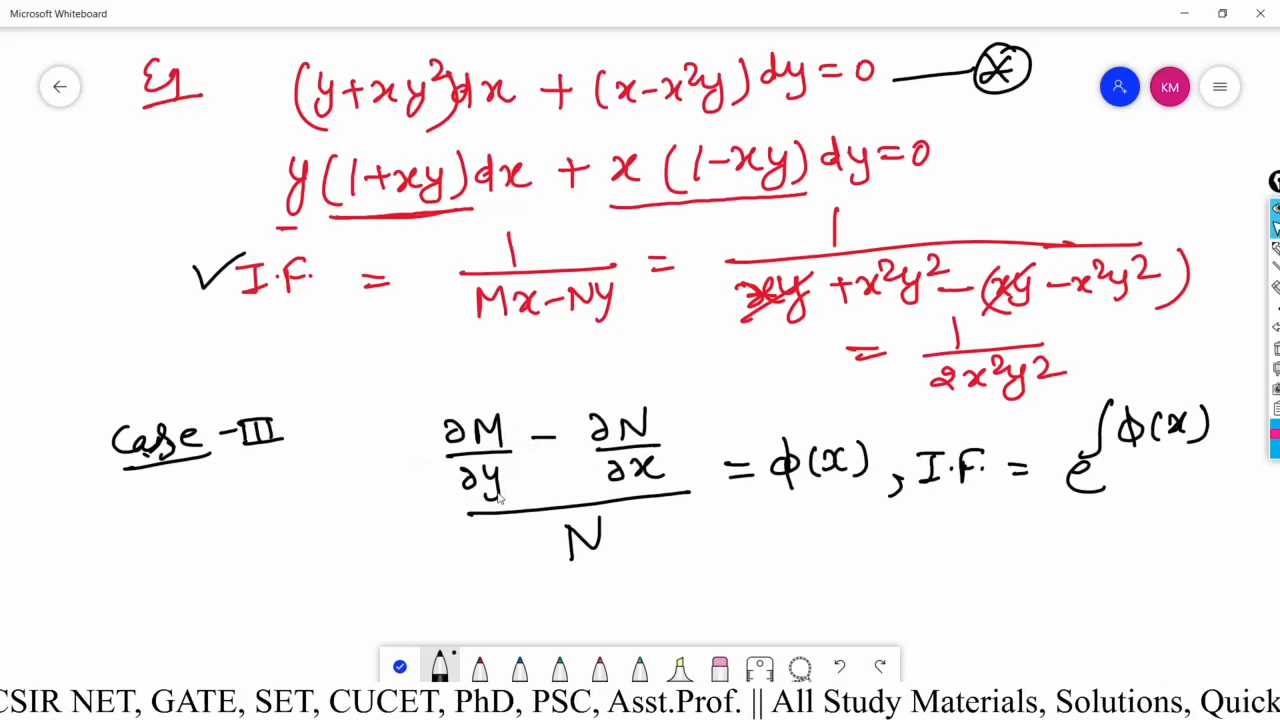 Microsoft Whiteboard
Eg (y+xy²)dx + (x-x²y)dy=0 —— ⊛
KM
y(1+xy)dx + x(1-xy)dy=0
✓ I.F. = 1/(Mx-Ny) = 1/(xy+x²y²-(xy-x²y²))
= 1/(2x²y²)
Case-III (∂M/∂y - ∂N/∂x)/N = ϕ(x), I.F. = e^∫ϕ(x)
CSIR NET, GATE, SET, CUCET, PhD, PSC, Asst.Prof. || All Study Materials, Solutions, Quick